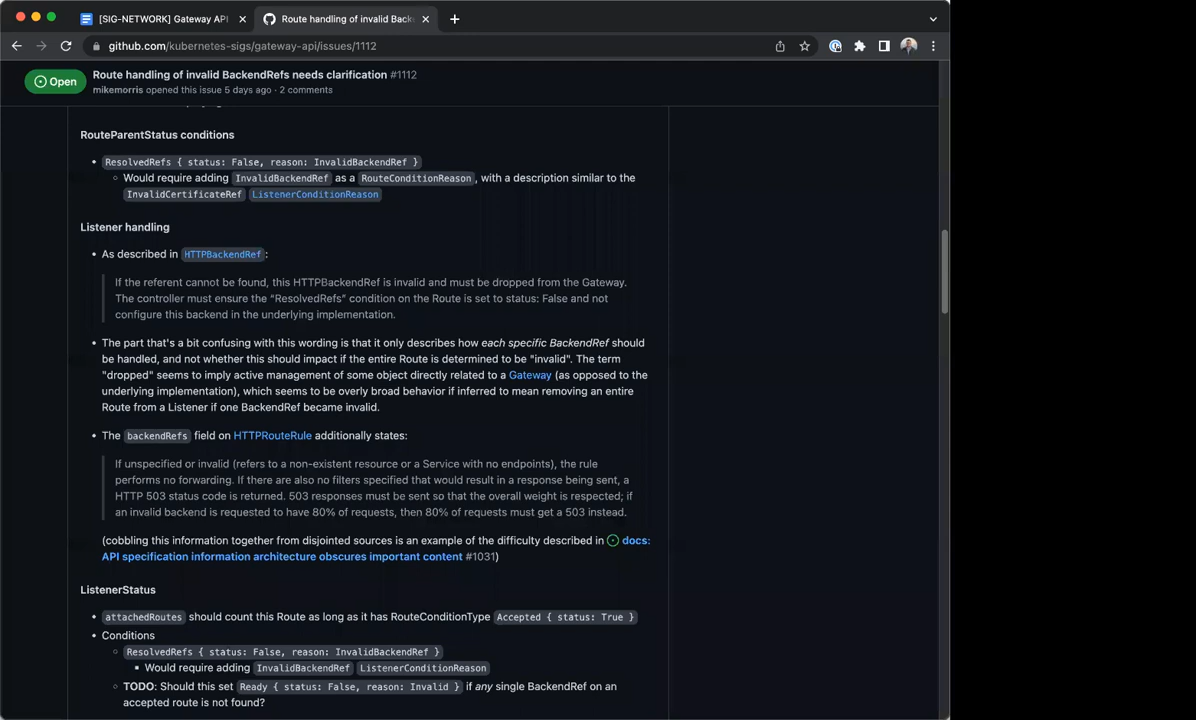 [SIG-NETWORK] Gateway API
Route handling of invalid Back
github.com/kubernetes-sigs/gateway-api/issues/1112
Open
Route handling of invalid BackendRefs needs clarification #1112
mikemorris opened this issue 5 days ago · 2 comments
RouteParentStatus conditions
ResolvedRefs { status: False, reason: InvalidBackendRef }
Would require adding InvalidBackendRef as a RouteConditionReason, with a description similar to the
InvalidCertificateRef ListenerConditionReason
Listener handling
As described in HTTPBackendRef:
If the referent cannot be found, this HTTPBackendRef is invalid and must be dropped from the Gateway.
The controller must ensure the “ResolvedRefs” condition on the Route is set to status: False and not
configure this backend in the underlying implementation.
The part that's a bit confusing with this wording is that it only describes how each specific BackendRef should
be handled, and not whether this should impact if the entire Route is determined to be "invalid". The term
"dropped" seems to imply active management of some object directly related to a Gateway (as opposed to the
underlying implementation), which seems to be overly broad behavior if inferred to mean removing an entire
Route from a Listener if one BackendRef became invalid.
The backendRefs field on HTTPRouteRule additionally states:
If unspecified or invalid (refers to a non-existent resource or a Service with no endpoints), the rule
performs no forwarding. If there are also no filters specified that would result in a response being sent, a
HTTP 503 status code is returned. 503 responses must be sent so that the overall weight is respected; if
an invalid backend is requested to have 80% of requests, then 80% of requests must get a 503 instead.
(cobbling this information together from disjointed sources is an example of the difficulty described in docs:
API specification information architecture obscures important content #1031)
ListenerStatus
attachedRoutes should count this Route as long as it has RouteConditionType Accepted { status: True }
Conditions
ResolvedRefs { status: False, reason: InvalidBackendRef }
Would require adding InvalidBackendRef ListenerConditionReason
TODO: Should this set Ready { status: False, reason: Invalid } if any single BackendRef on an
accepted route is not found?